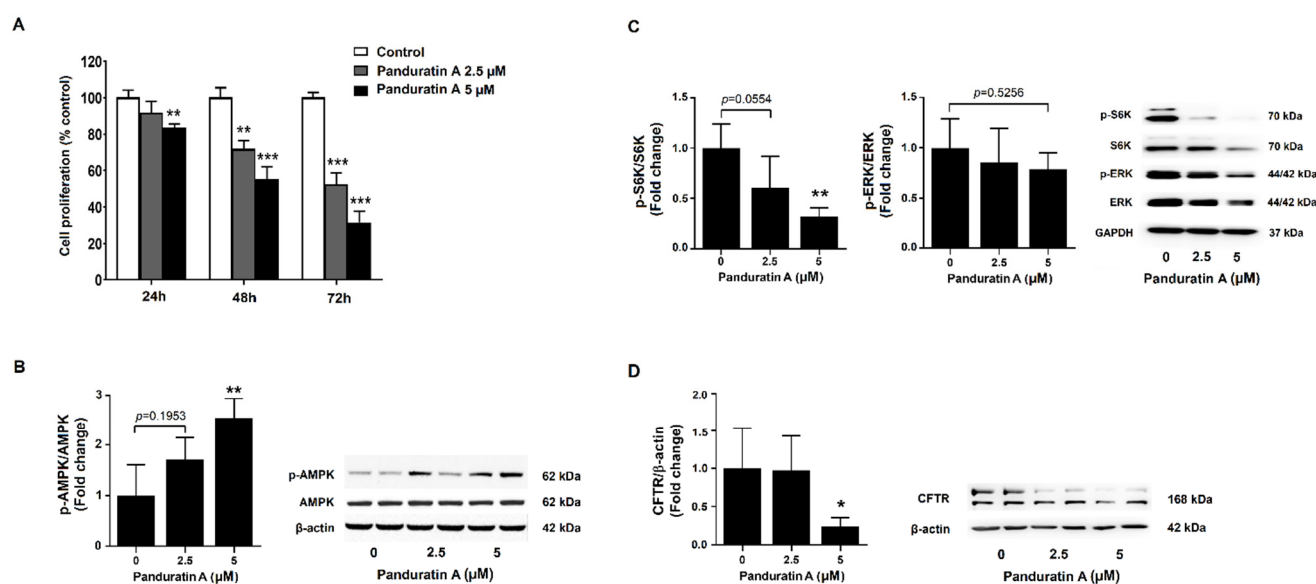 A
Control
Panduratin A 2.5 µM
Panduratin A 5 µM
Cell proliferation (% control)
120
100
80
60
40
20
0
**
**
***
***
***
24h
48h
72h
B
p-AMPK/AMPK
(Fold change)
3
2
1
0
p=0.1953
**
0
2.5
5
Panduratin A (µM)
p-AMPK
62 kDa
AMPK
62 kDa
β-actin
42 kDa
0
2.5
5
Panduratin A (µM)
C
p-S6K/S6K
(Fold change)
1.5
1.0
0.5
0.0
p=0.0554
**
0
2.5
5
Panduratin A (µM)
p-ERK/ERK
(Fold change)
1.5
1.0
0.5
0.0
p=0.5256
0
2.5
5
Panduratin A (µM)
p-S6K
70 kDa
S6K
70 kDa
p-ERK
44/42 kDa
ERK
44/42 kDa
GAPDH
37 kDa
0
2.5
5
Panduratin A (µM)
D
CFTR/β-actin
(Fold change)
2.0
1.5
1.0
0.5
0.0
*
0
2.5
5
Panduratin A (µM)
CFTR
168 kDa
β-actin
42 kDa
0
2.5
5
Panduratin A (µM)